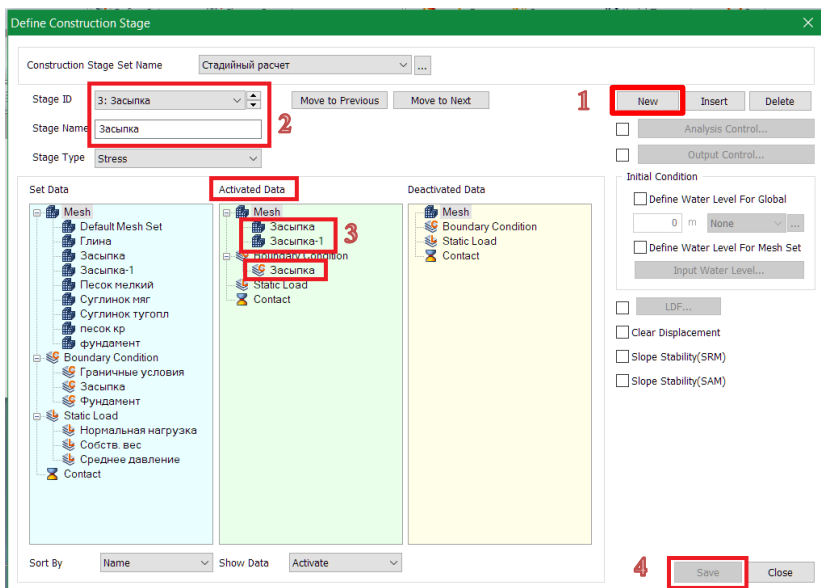 Define Construction Stage
Construction Stage Set Name Стадийный расчет ...
Stage ID 3: Засыпка Move to Previous Move to Next 1 New Insert Delete
Stage Name Засыпка 2 Analysis Control...
Stage Type Stress Output Control...
Initial Condition
Define Water Level For Global
0 m None ...
Define Water Level For Mesh Set
Input Water Level...
LDF...
Clear Displacement
Slope Stability(SRM)
Slope Stability(SAM)
Set Data
Mesh
Default Mesh Set
Глина
Засыпка
Засыпка-1
Песок мелкий
Суглинок мяг
Суглинок тугопл
песок кр
фундамент
Boundary Condition
Граничные условия
Засыпка
Фундамент
Static Load
Нормальная нагрузка
Собств. вес
Среднее давление
Contact
Activated Data
Mesh
Засыпка
Засыпка-1
3
Boundary Condition
Засыпка
Static Load
Contact
Deactivated Data
Mesh
Boundary Condition
Static Load
Contact
Sort By Name Show Data Activate
4 Save Close